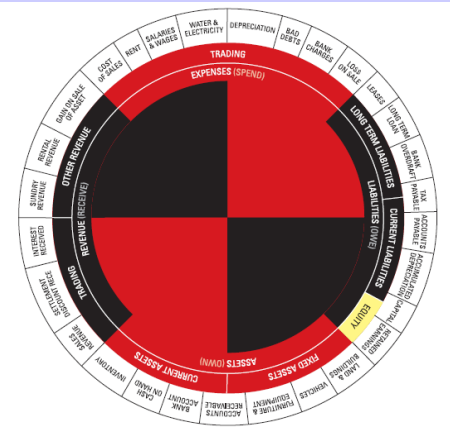 TRADING
EXPENSES (SPEND)
COST
OF SALES
RENT
SALARIES
& WAGES
WATER &
ELECTRICITY
DEPRECIATION
BAD
DEBTS
BANK
CHARGES
LOSS
ON SALE
LEASES
LONG TERM
LOAN
BANK
OVERDRAFT
TAX
PAYABLE
ACCOUNTS
PAYABLE
ACCUMULATED
DEPRECIATION
CAPITAL
RETAINED
EARNINGS
LAND &
BUILDINGS
VEHICLES
FURNITURE &
EQUIPMENT
ACCOUNTS
RECEIVABLE
BANK
ACCOUNT
CASH
ON HAND
INVENTORY
SALES
REVENUE
SETTLEMENT
DISCOUNT RECE
INTEREST
RECEIVED
SUNDRY
REVENUE
RENTAL
REVENUE
GAIN ON SALE
OF ASSET
LONG TERM LIABILITIES
LIABILITIES (OWE)
CURRENT LIABILITIES
EQUITY
FIXED ASSETS
ASSETS (OWN)
CURRENT ASSETS
TRADING
REVENUE (RECEIVE)
OTHER REVENUE